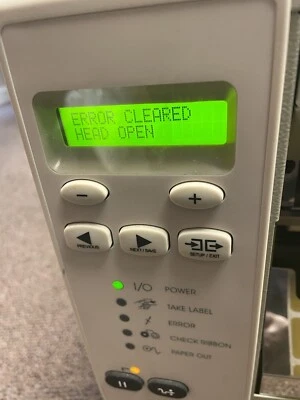 ERROR CLEARED
HEAD OPEN
−
+
PREVIOUS
NEXT/SAVE
SETUP / EXIT
I/O POWER
TAKE LABEL
ERROR
CHECK RIBBON
PAPER OUT